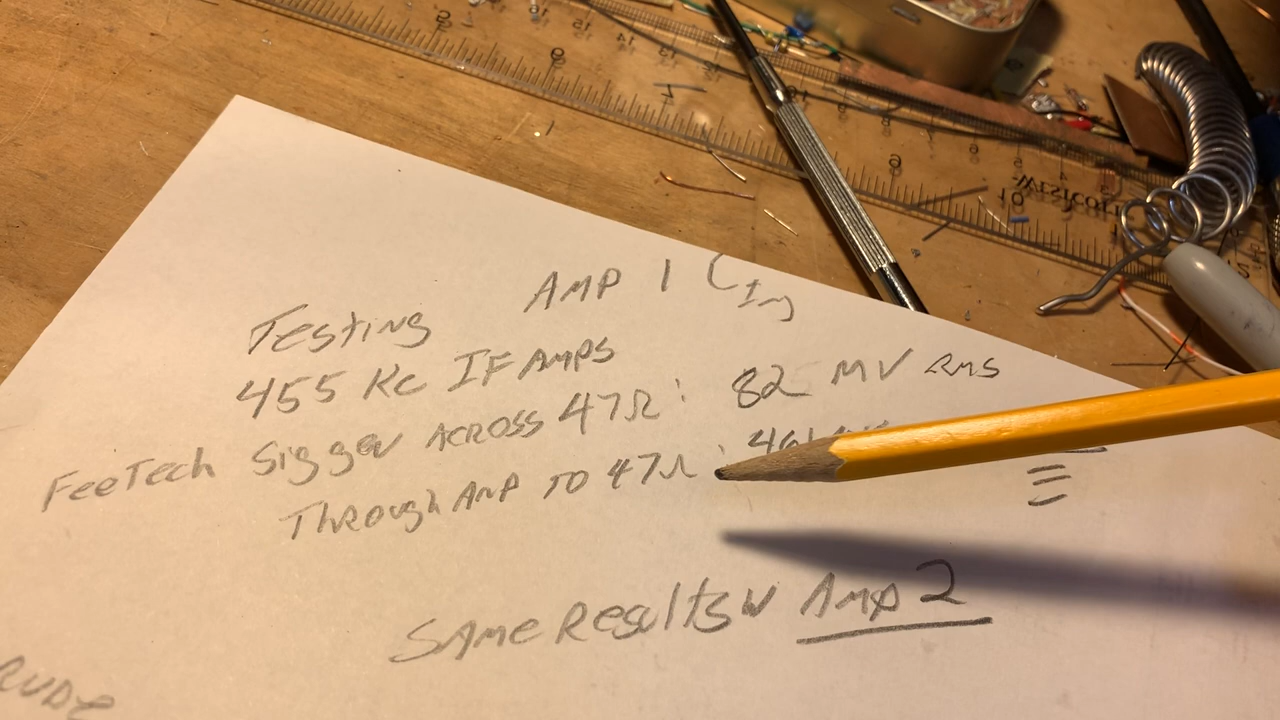 AMP 1
Testing
455 KC IF AMPS
FeeTech Sig gen ACROSS 47Ω: 82 MV RMS
Through AMP TO 47Ω:
SAME Results W AMP 2
Westcott